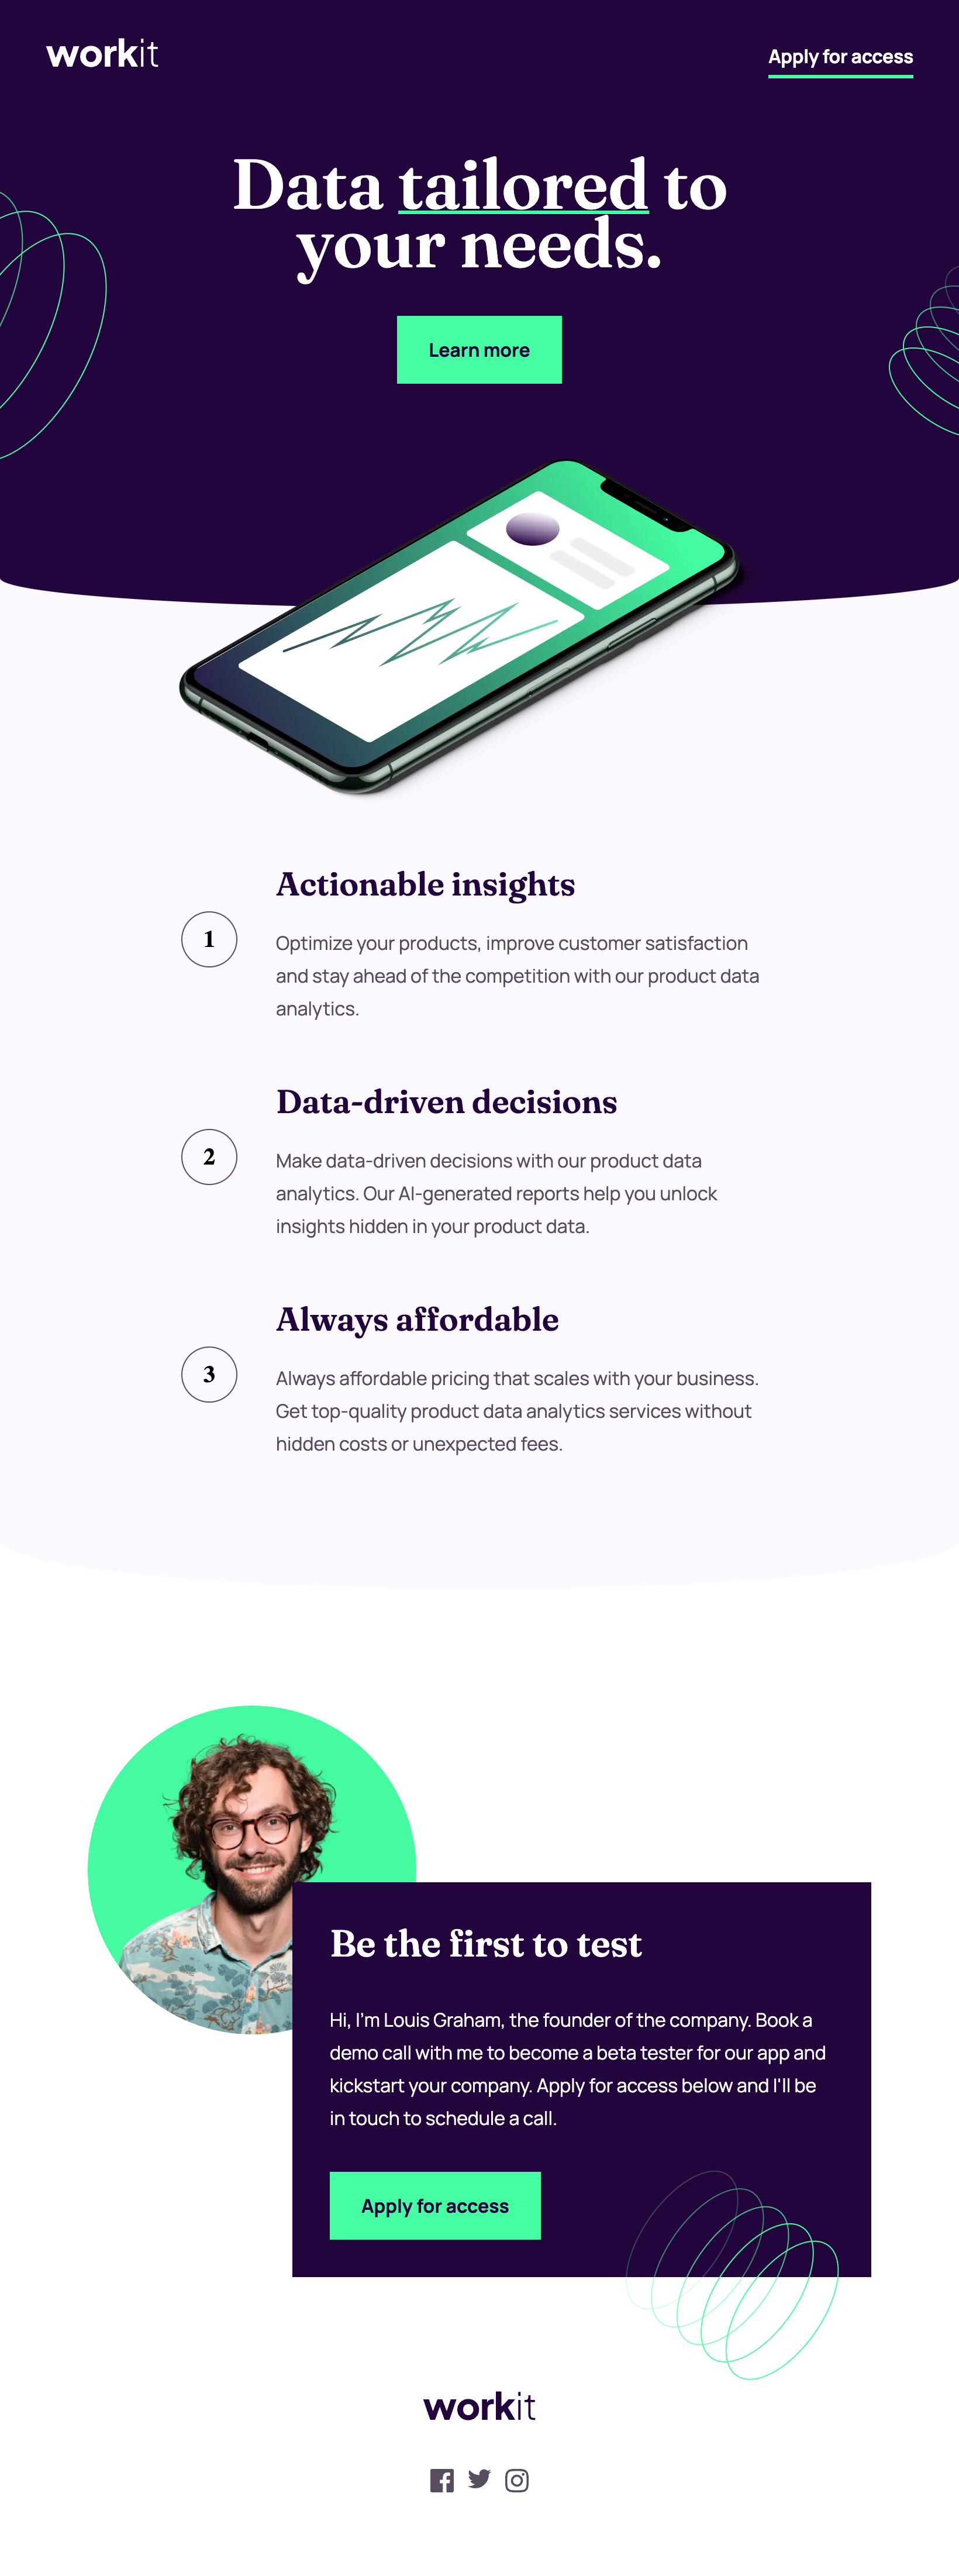 workit
Apply for access
Data tailored to
your needs.
Learn more
Actionable insights
1
Optimize your products, improve customer satisfaction
and stay ahead of the competition with our product data
analytics.
Data-driven decisions
2
Make data-driven decisions with our product data
analytics. Our AI-generated reports help you unlock
insights hidden in your product data.
Always affordable
3
Always affordable pricing that scales with your business.
Get top-quality product data analytics services without
hidden costs or unexpected fees.
Be the first to test
Hi, I'm Louis Graham, the founder of the company. Book a
demo call with me to become a beta tester for our app and
kickstart your company. Apply for access below and I'll be
in touch to schedule a call.
Apply for access
workit